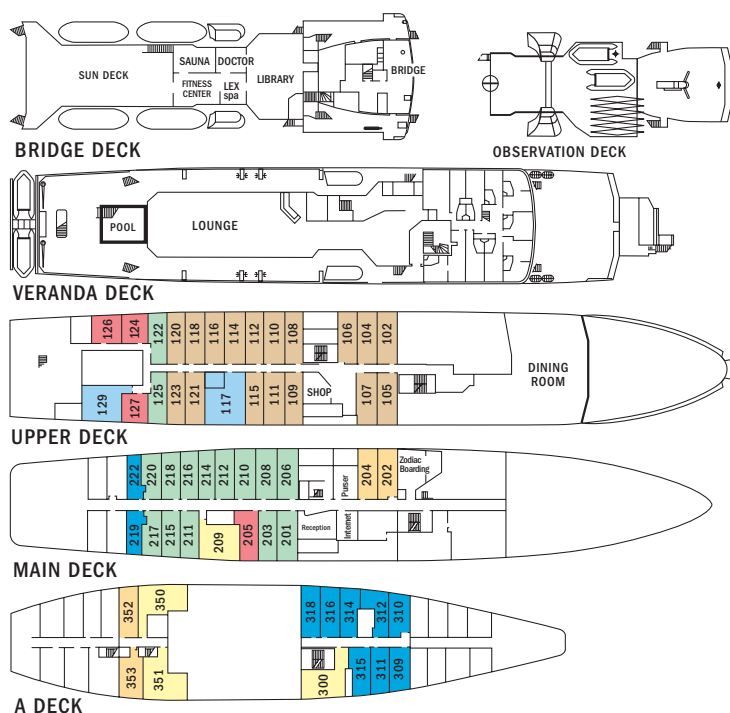 SUN DECK
SAUNA
DOCTOR
FITNESS
CENTER
LEX
spa
LIBRARY
BRIDGE
BRIDGE DECK
OBSERVATION DECK
POOL
LOUNGE
VERANDA DECK
126 124 122 120 118 116 114 112 110 108 106 104 102
129 127 125 123 121 117 115 111 109 SHOP 107 105
DINING
ROOM
UPPER DECK
222 220 218 216 214 212 210 208 206 Purser 204 202
Zodiac
Boarding
219 217 215 211 209 205 203 201 Reception Internet
MAIN DECK
352 350 318 316 314 312 310
353 351 300 315 311 309
A DECK